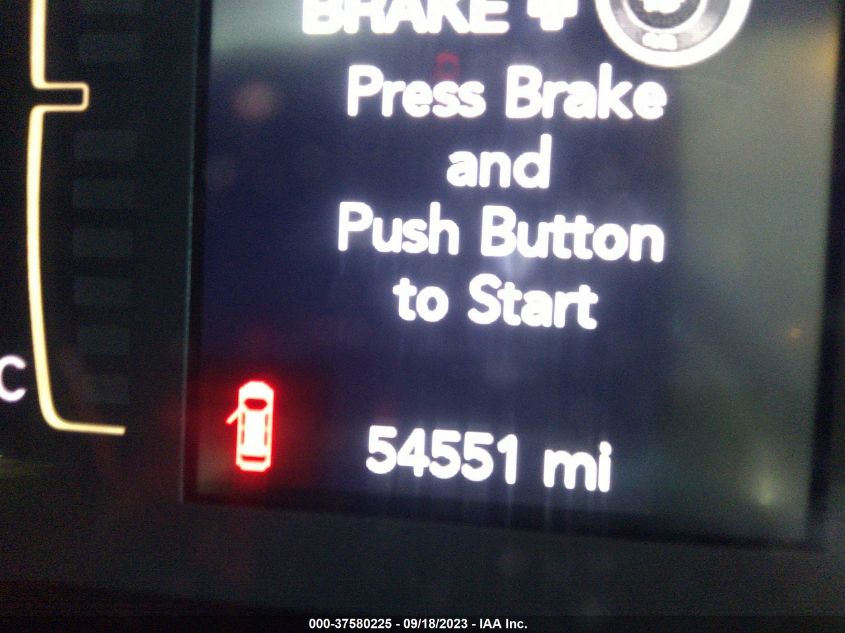 BRAKE +
Press Brake
and
Push Button
to Start
C
54551 mi
000-37580225 - 09/18/2023 - IAA Inc.